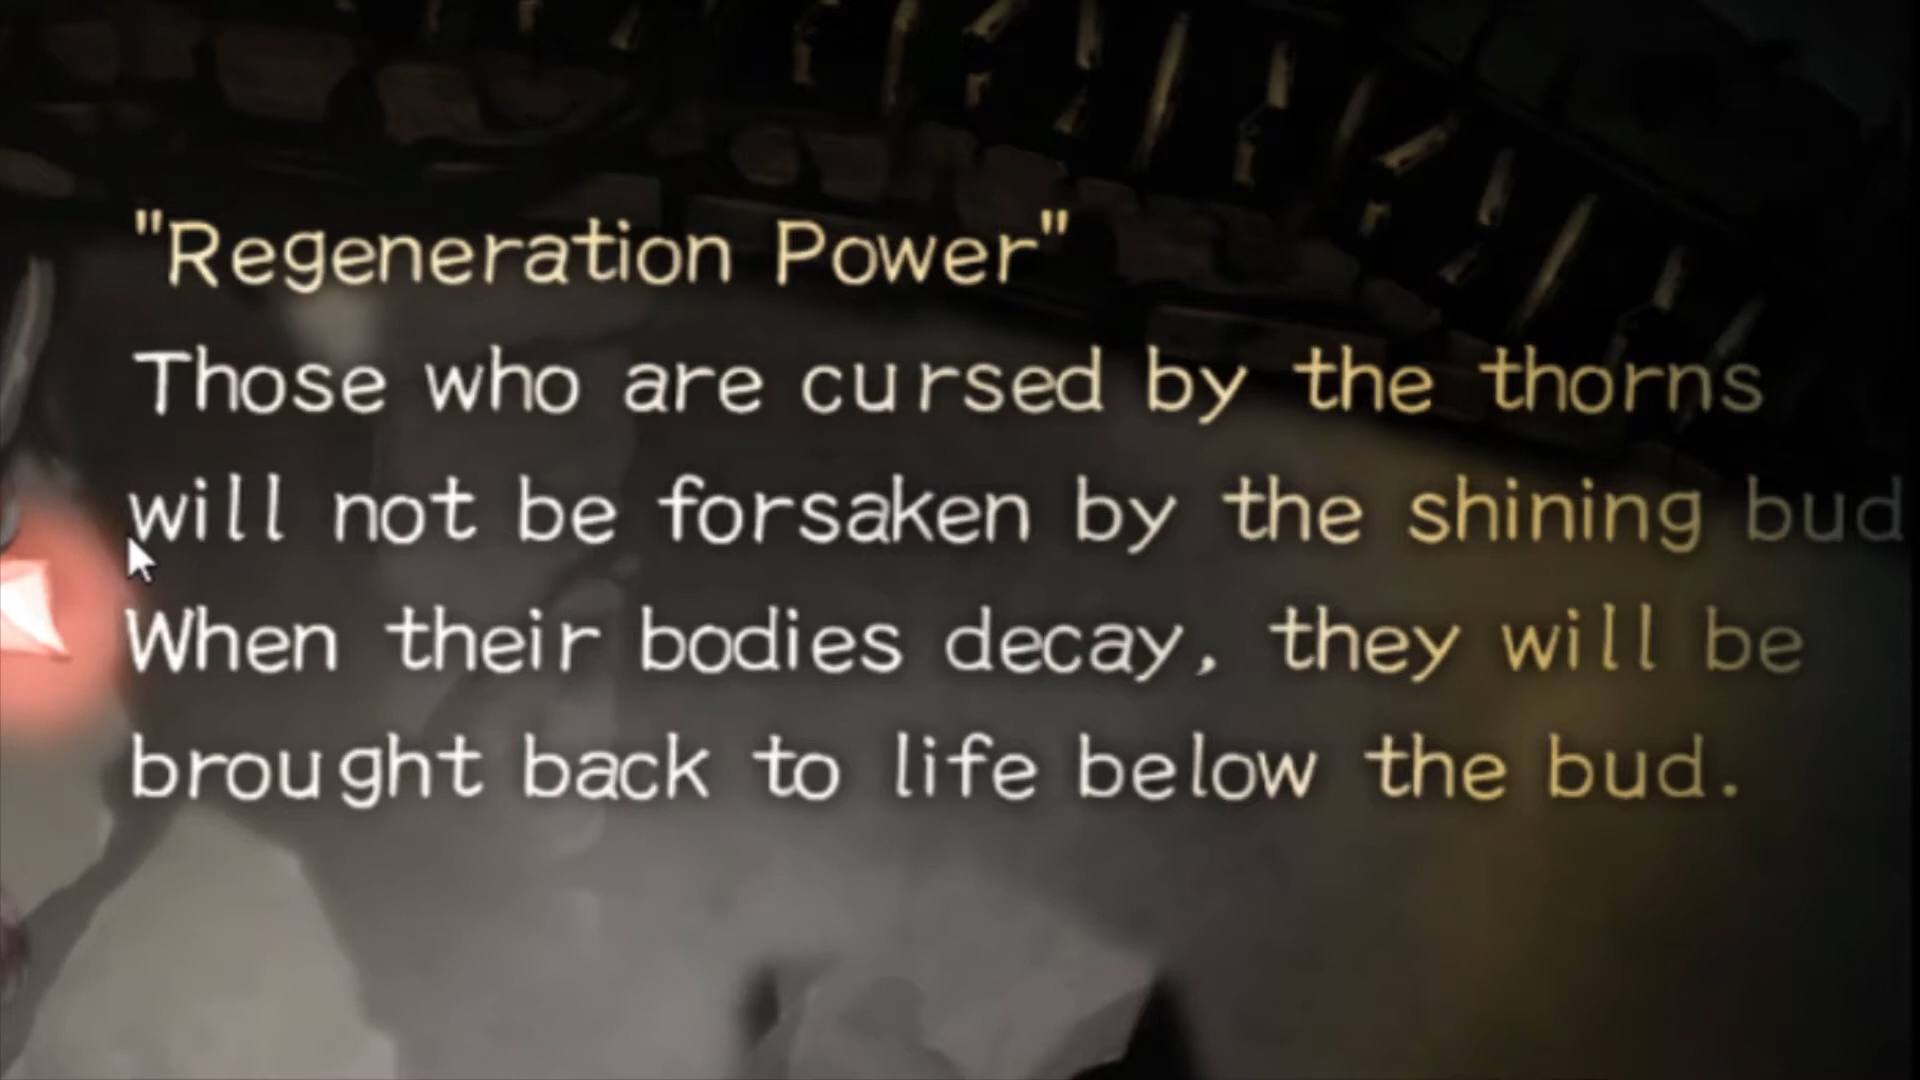 "Regeneration Power"
Those who are cursed by the thorns
will not be forsaken by the shining bud
When their bodies decay, they will be
brought back to life below the bud.